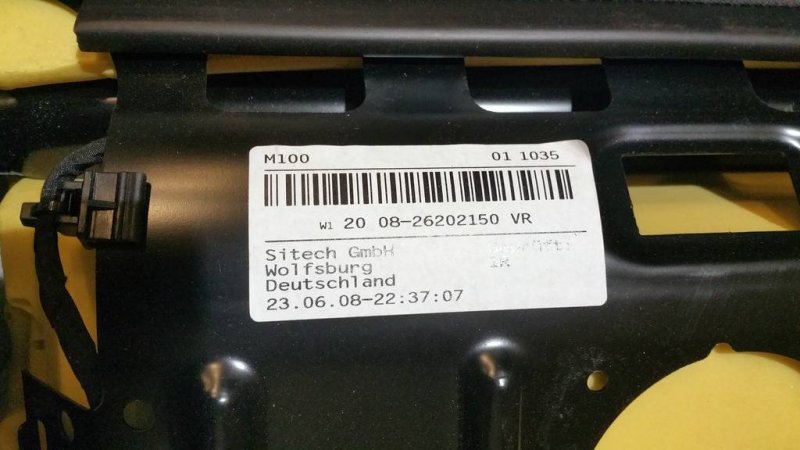 M100 01 1035
W1 20 08-26202150 VR
Sitech GmbH
Wolfsburg
Deutschland
23.06.08-22:37:07